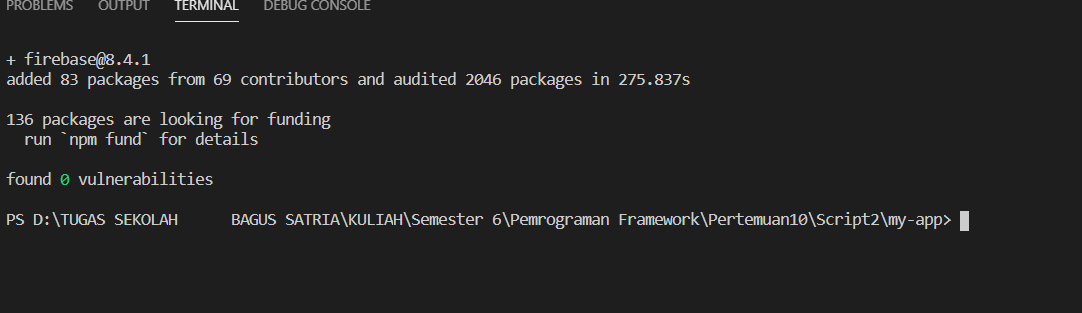 PROBLEMS OUTPUT TERMINAL DEBUG CONSOLE
+ firebase@8.4.1
added 83 packages from 69 contributors and audited 2046 packages in 275.837s
136 packages are looking for funding
run `npm fund` for details
found 0 vulnerabilities
PS D:\TUGAS SEKOLAH      BAGUS SATRIA\KULIAH\Semester 6\Pemrograman Framework\Pertemuan10\Script2\my-app>